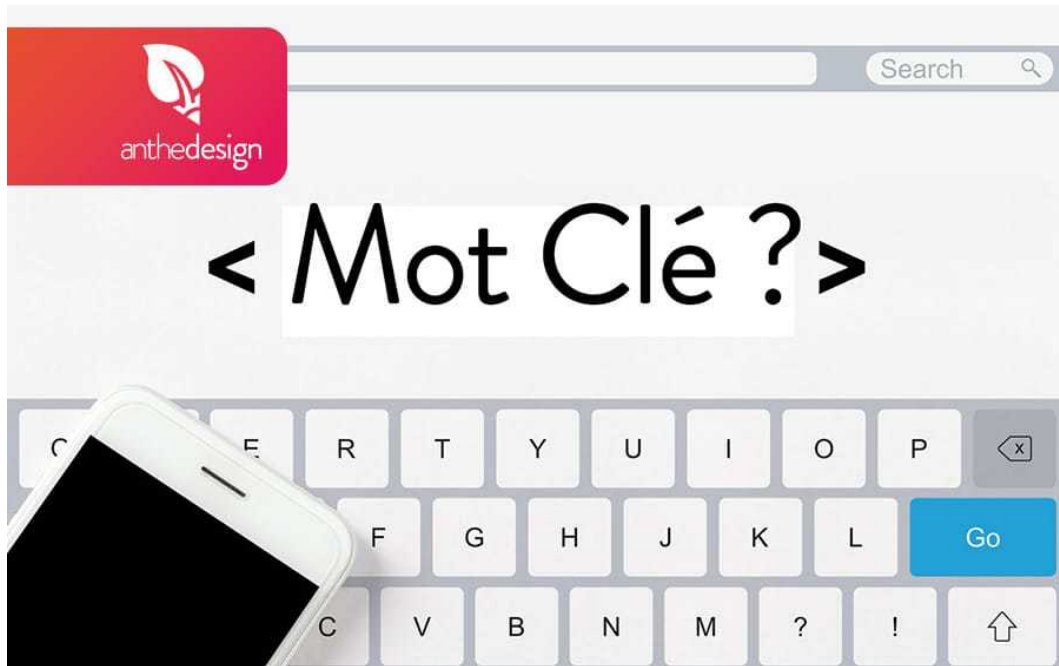 anthedesign
Search
< Mot Clé ? >
E R T Y U I O P
F G H J K L Go
C V B N M ? !